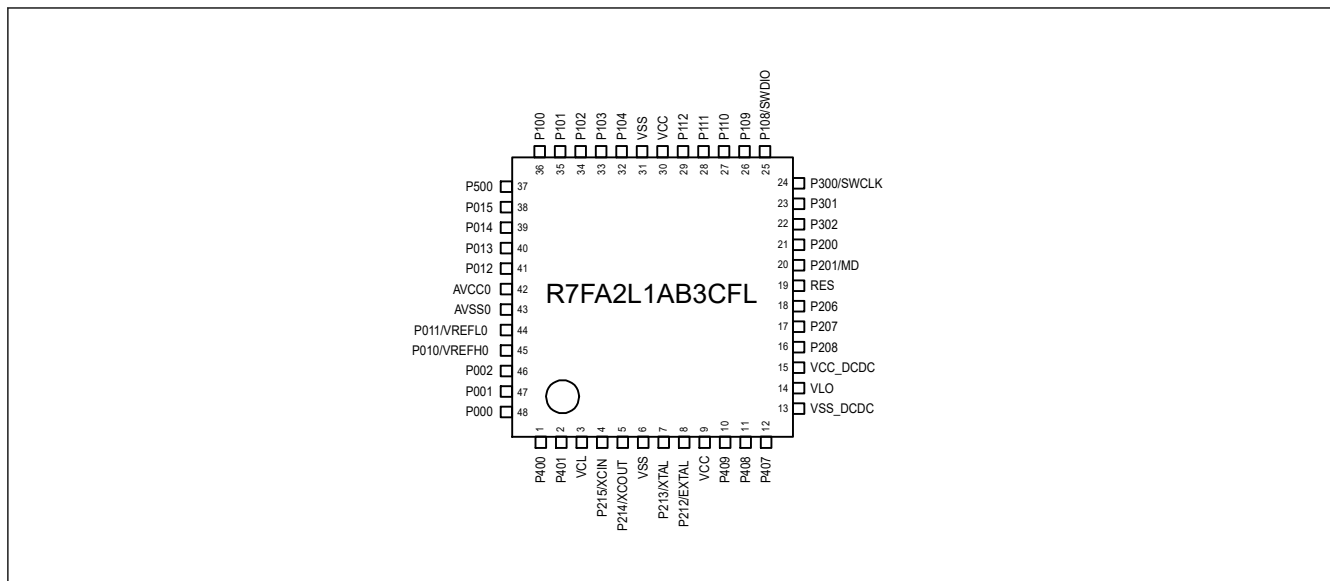 P100
P101
P102
P103
P104
VSS
VCC
P112
P111
P110
P109
P108/SWDIO
36
35
34
33
32
31
30
29
28
27
26
25
P500 37
P015 38
P014 39
P013 40
P012 41
AVCC0 42
AVSS0 43
P011/VREFL0 44
P010/VREFH0 45
P002 46
P001 47
P000 48
R7FA2L1AB3CFL
24 P300/SWCLK
23 P301
22 P302
21 P200
20 P201/MD
19 RES
18 P206
17 P207
16 P208
15 VCC_DCDC
14 VLO
13 VSS_DCDC
1
2
3
4
5
6
7
8
9
10
11
12
P400
P401
VCL
P215/XCIN
P214/XCOUT
VSS
P213/XTAL
P212/EXTAL
VCC
P409
P408
P407